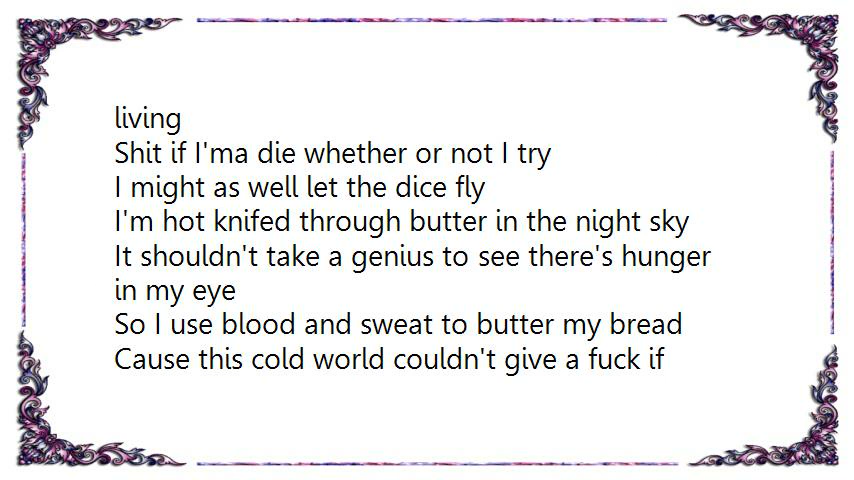 living
Shit if I'ma die whether or not I try
I might as well let the dice fly
I'm hot knifed through butter in the night sky
It shouldn't take a genius to see there's hunger
in my eye
So I use blood and sweat to butter my bread
Cause this cold world couldn't give a fuck if